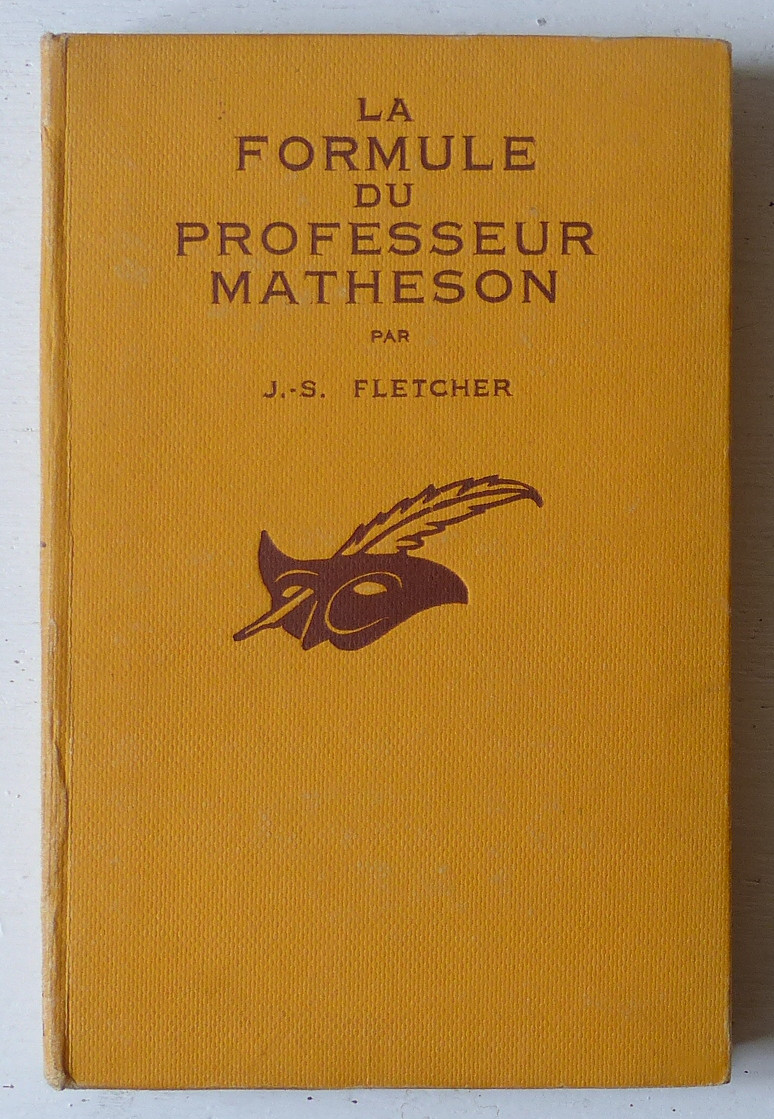 LA
FORMULE
DU
PROFESSEUR
MATHESON
PAR
J.-S. FLETCHER